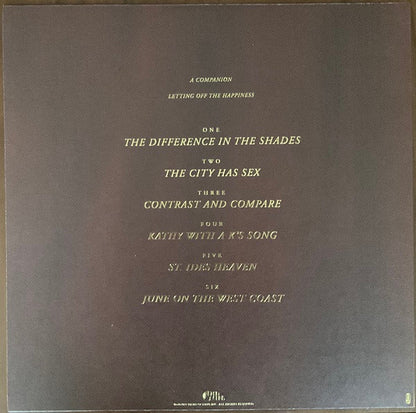 A COMPANION
LETTING OFF THE HAPPINESS
ONE
THE DIFFERENCE IN THE SHADES
TWO
THE CITY HAS SEX
THREE
CONTRAST AND COMPARE
FOUR
KATHY WITH A K'S SONG
FIVE
ST. IDES HEAVEN
SIX
JUNE ON THE WEST COAST